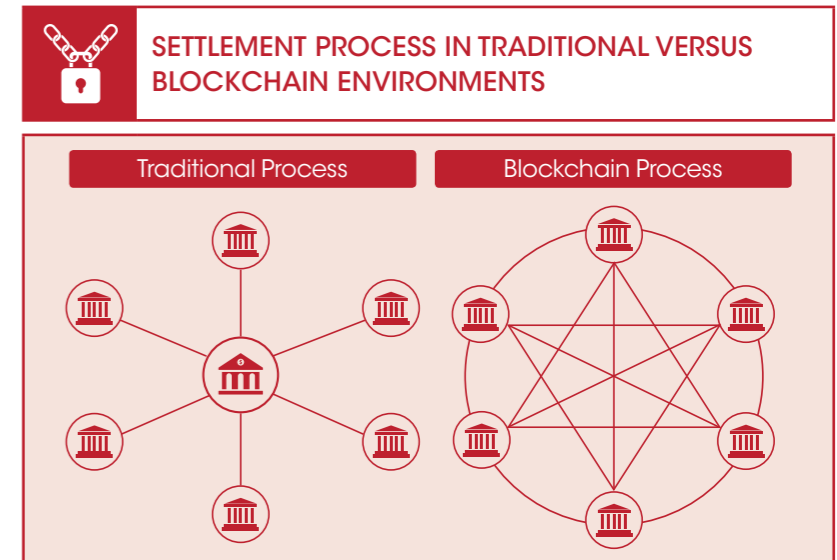 SETTLEMENT PROCESS IN TRADITIONAL VERSUS
BLOCKCHAIN ENVIRONMENTS
Traditional Process
Blockchain Process